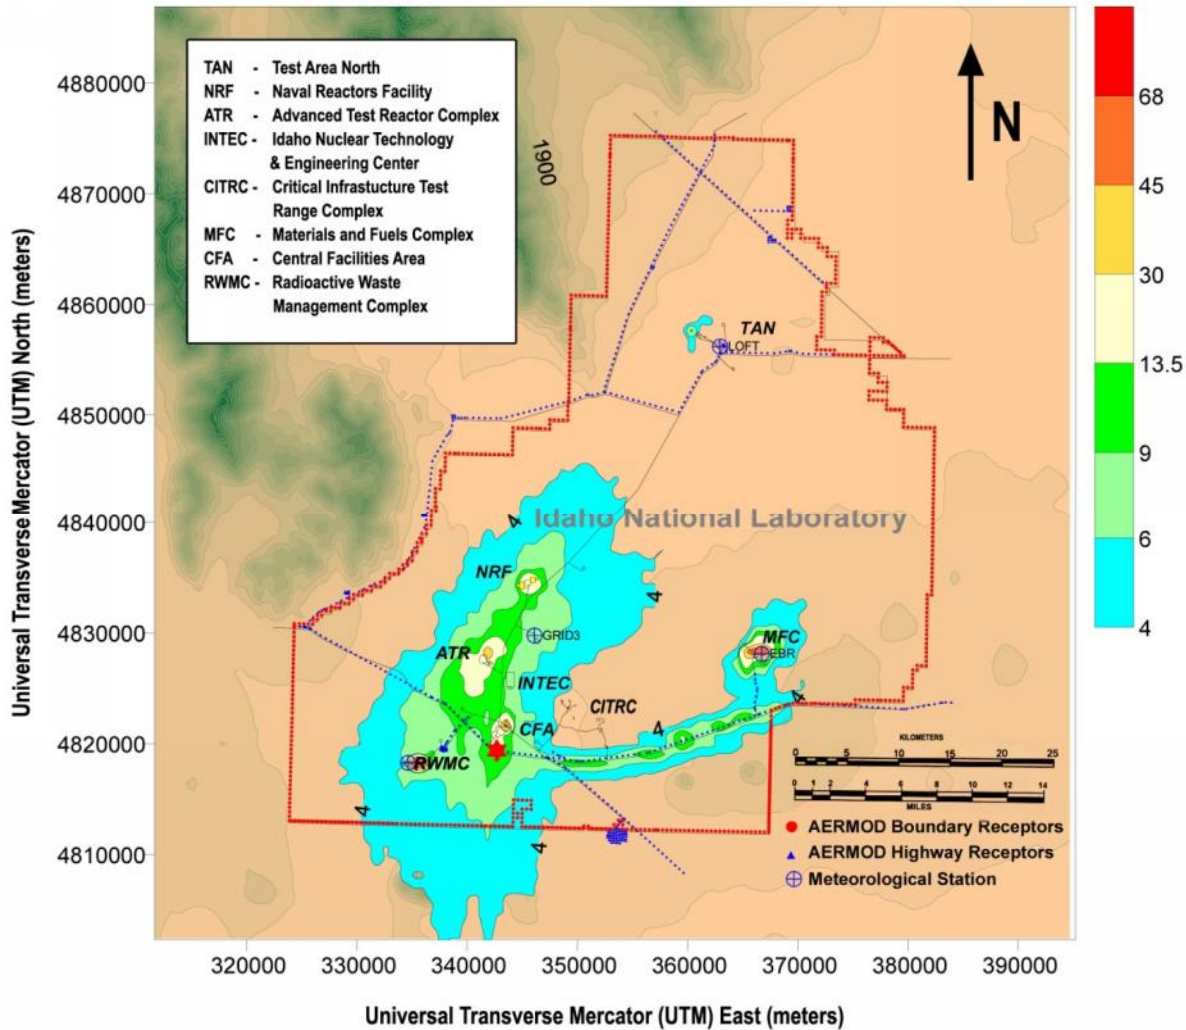 TAN - Test Area North
NRF - Naval Reactors Facility
ATR - Advanced Test Reactor Complex
INTEC - Idaho Nuclear Technology
& Engineering Center
CITRC - Critical Infrastucture Test
Range Complex
MFC - Materials and Fuels Complex
CFA - Central Facilities Area
RWMC - Radioactive Waste
Management Complex
N
1900
68
45
30
13.5
9
6
4
4880000
4870000
4860000
4850000
4840000
4830000
4820000
4810000
Universal Transverse Mercator (UTM) North (meters)
TAN
LOFT
4
Idaho National Laboratory
NRF
4
GRID3
ATR
MFC
EBR
INTEC
CITRC
4
CFA
4
RWMC
4
4
KILOMETERS
0 5 10 15 20 25
0 1 2 4 6 8 10 12 14
MILES
AERMOD Boundary Receptors
AERMOD Highway Receptors
Meteorological Station
320000 330000 340000 350000 360000 370000 380000 390000
Universal Transverse Mercator (UTM) East (meters)